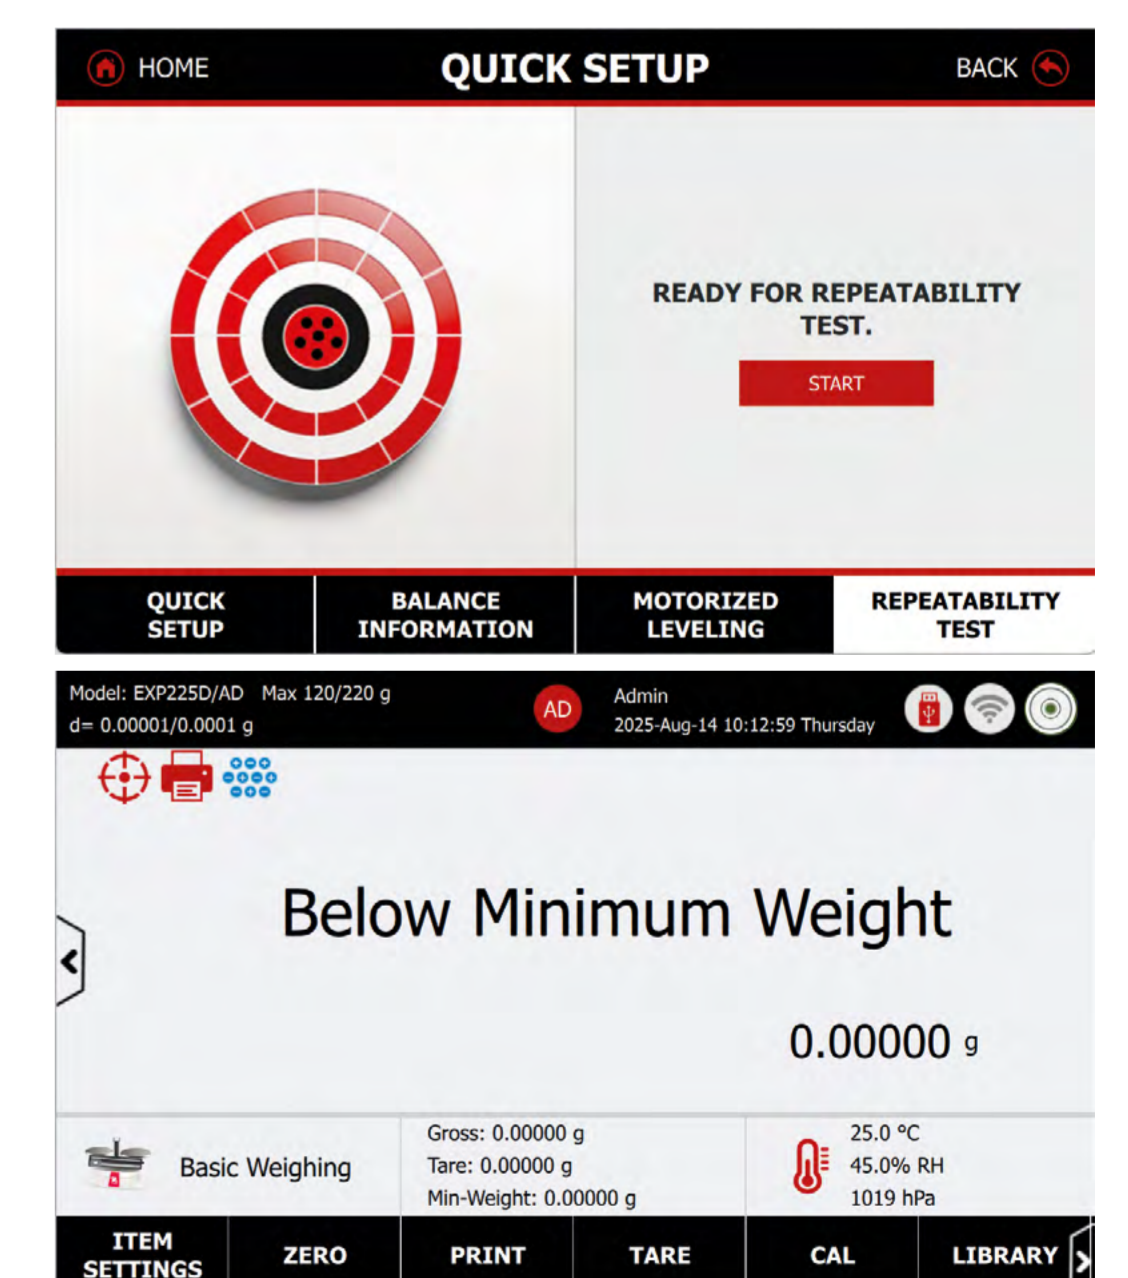 HOME
QUICK SETUP
BACK
READY FOR REPEATABILITY
TEST.
START
QUICK
SETUP
BALANCE
INFORMATION
MOTORIZED
LEVELING
REPEATABILITY
TEST
Model: EXP225D/AD Max 120/220 g
d= 0.00001/0.0001 g
AD
Admin
2025-Aug-14 10:12:59 Thursday
Below Minimum Weight
0.00000 g
Basic Weighing
Gross: 0.00000 g
Tare: 0.00000 g
Min-Weight: 0.00000 g
25.0 °C
45.0% RH
1019 hPa
ITEM
SETTINGS
ZERO
PRINT
TARE
CAL
LIBRARY